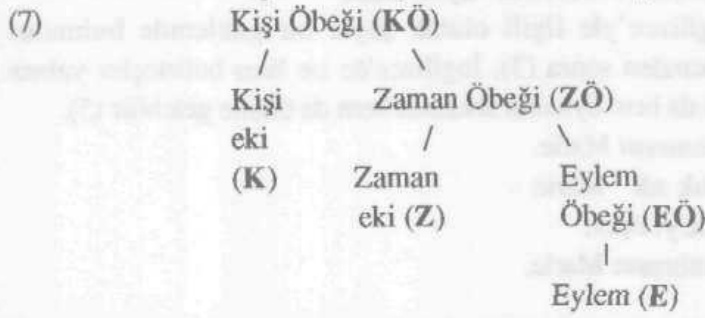 (7) Kişi Öbeği (KÖ)
/ \
Kişi Zaman Öbeği (ZÖ)
eki / \
(K) Zaman Eylem
eki (Z) Öbeği (EÖ)
|
Eylem (E)